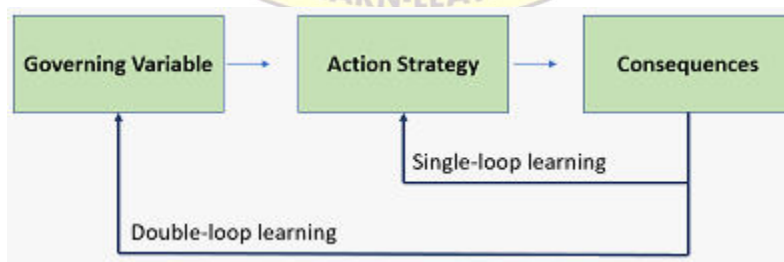 Governing Variable
Action Strategy
Consequences
Single-loop learning
Double-loop learning